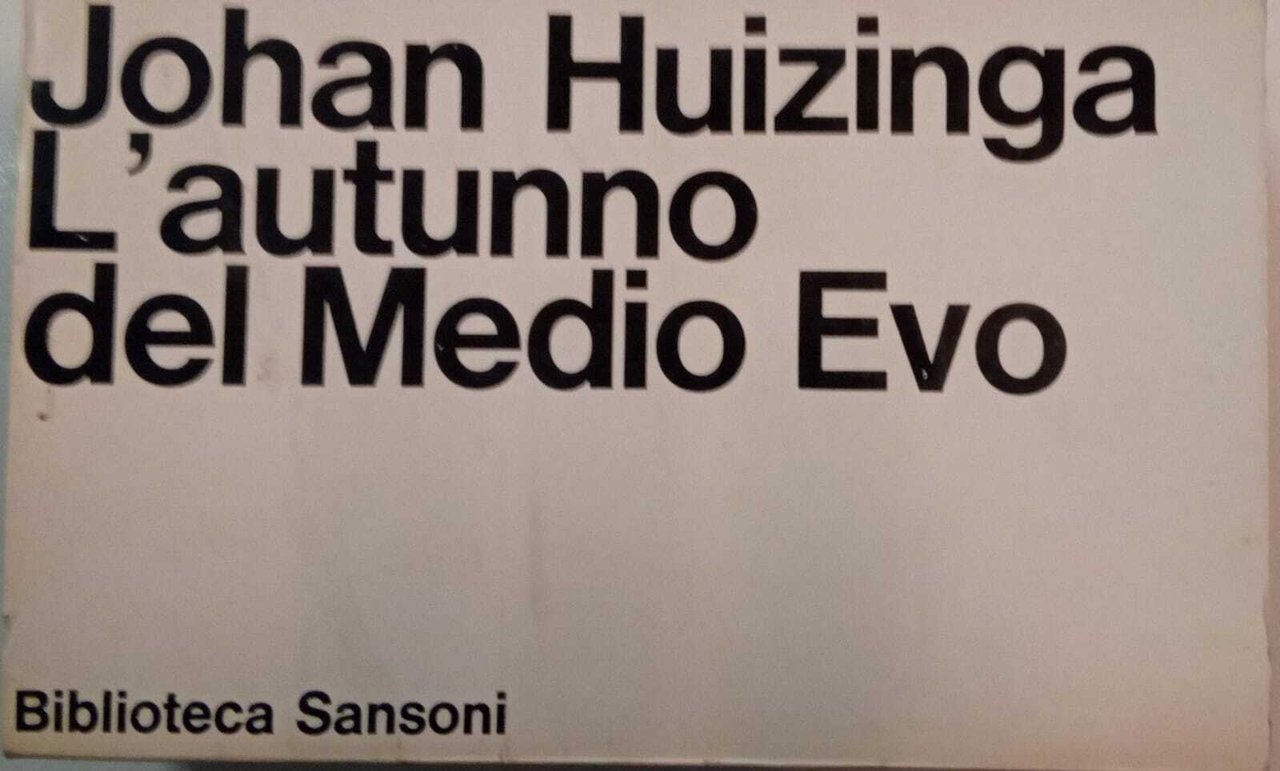 Johan Huizinga
L'autunno
del Medio Evo
Biblioteca Sansoni